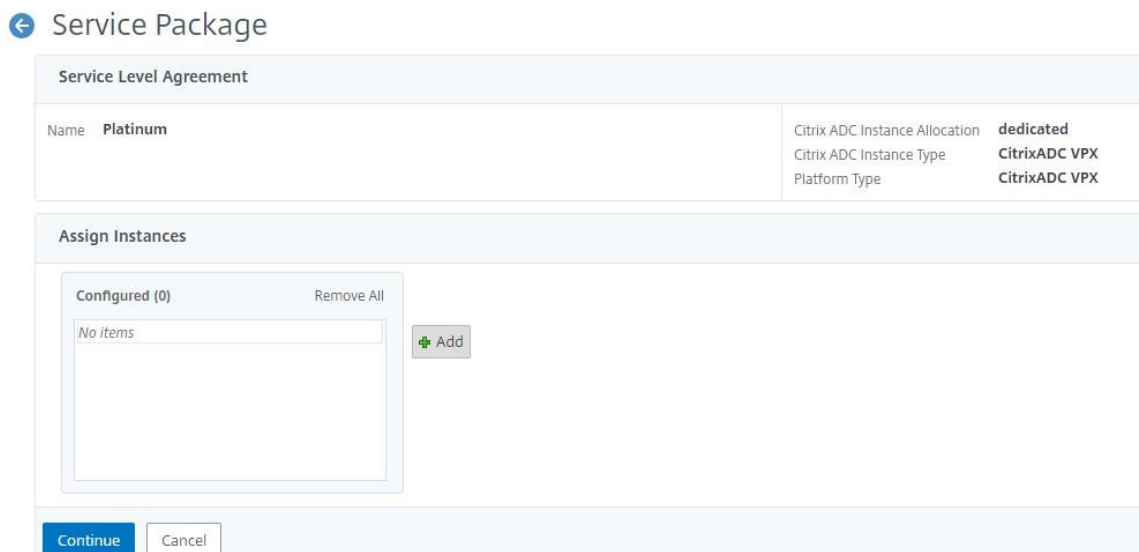 Service Package
Service Level Agreement
Name Platinum
Citrix ADC Instance Allocation dedicated
Citrix ADC Instance Type CitrixADC VPX
Platform Type CitrixADC VPX
Assign Instances
Configured (0) Remove All
No items
Add
Continue Cancel